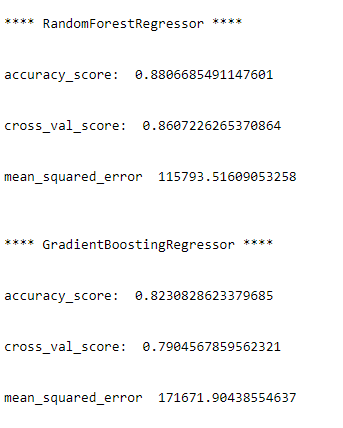 **** RandomForestRegressor ****
accuracy_score:  0.8806685491147601
cross_val_score:  0.8607226265370864
mean_squared_error  115793.51609053258
**** GradientBoostingRegressor ****
accuracy_score:  0.8230828623379685
cross_val_score:  0.7904567859562321
mean_squared_error  171671.90438554637